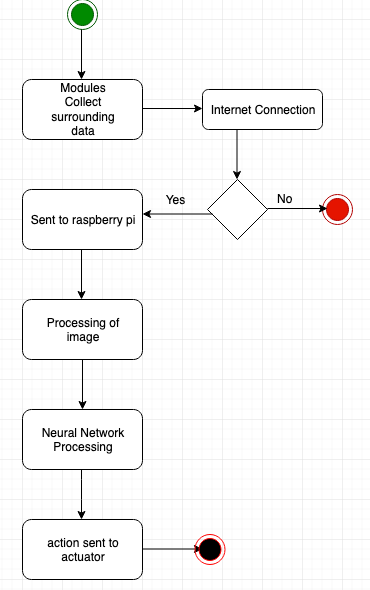 Modules
Collect
surrounding
data
Internet Connection
Yes
No
Sent to raspberry pi
Processing of
image
Neural Network
Processing
action sent to
actuator